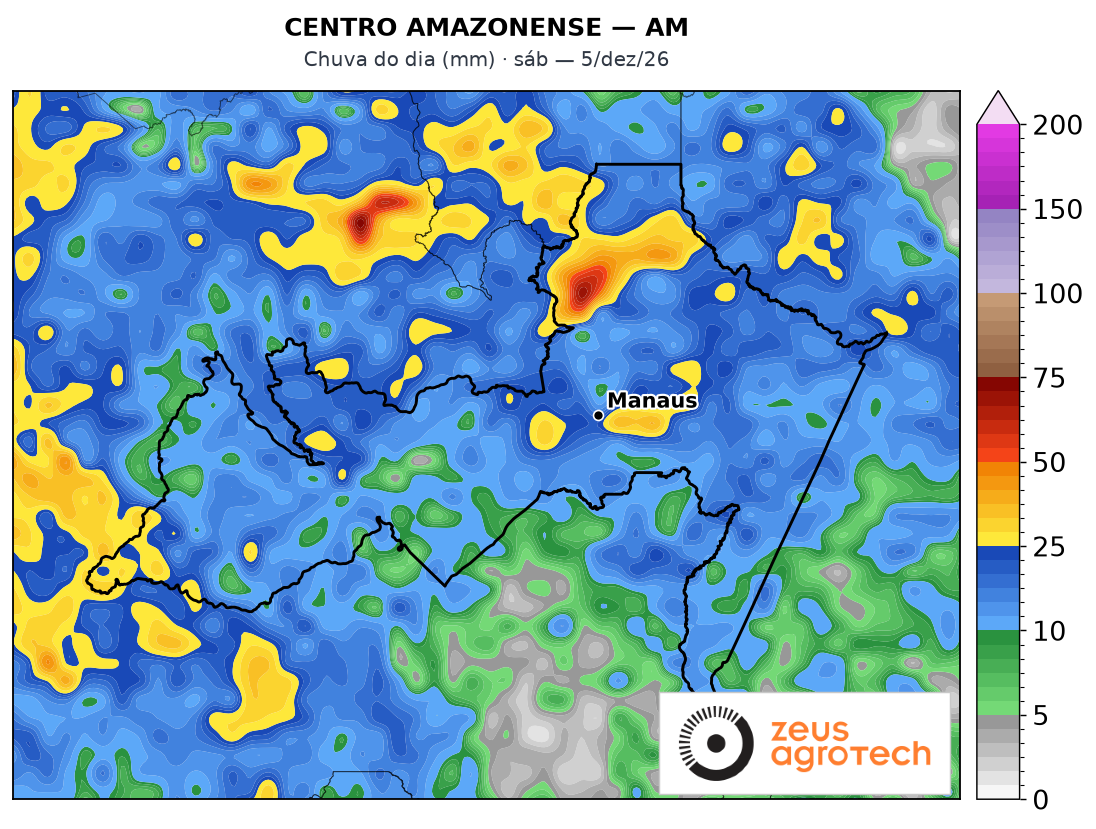 CENTRO AMAZONENSE — AM
Chuva do dia (mm) · sáb — 5/dez/26
200
150
100
75
50
25
10
5
0
Manaus
zeus
agrotech